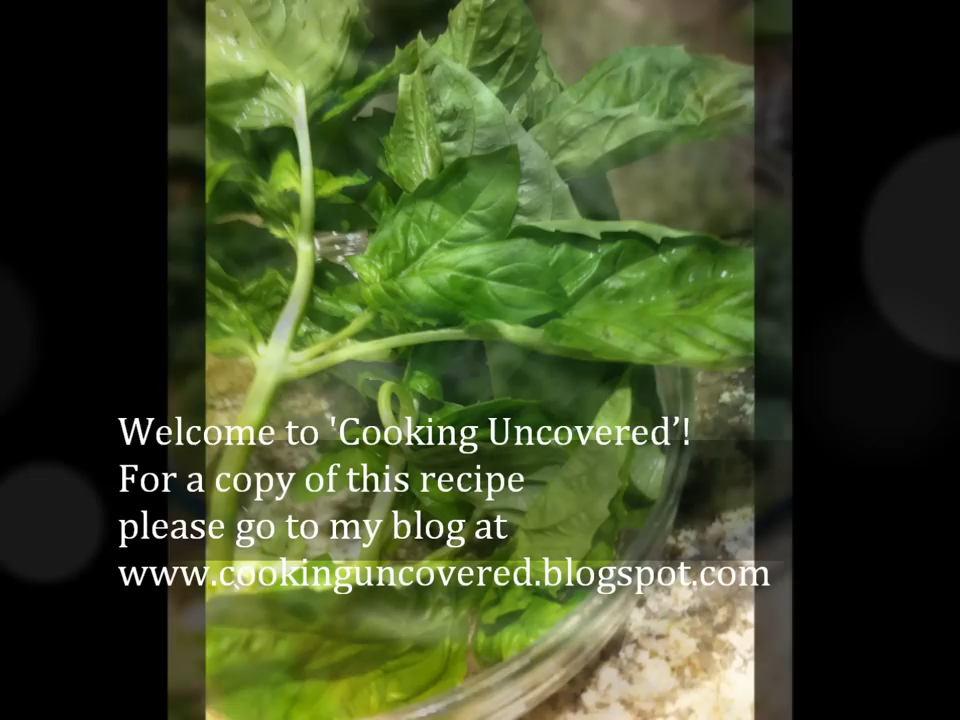 Welcome to 'Cooking Uncovered’!
For a copy of this recipe
please go to my blog at
www.cookinguncovered.blogspot.com